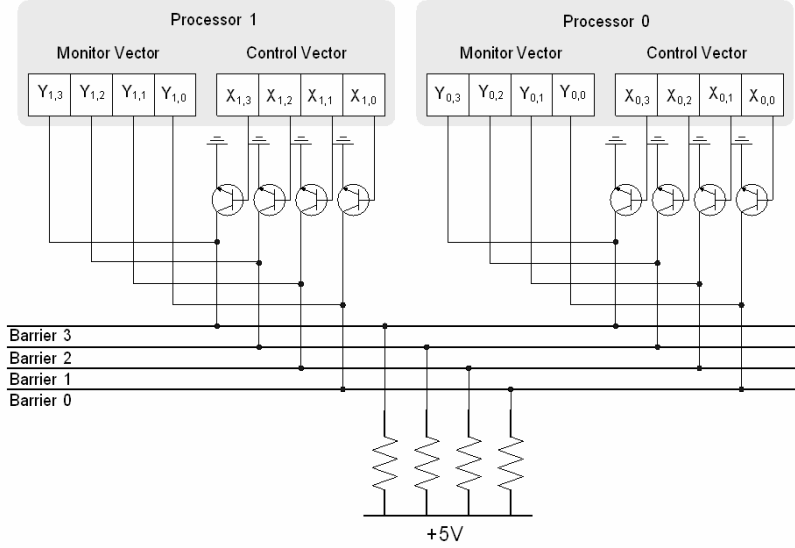 Processor 1
Processor 0
Monitor Vector
Control Vector
Monitor Vector
Control Vector
Y1,3 Y1,2 Y1,1 Y1,0
X1,3 X1,2 X1,1 X1,0
Y0,3 Y0,2 Y0,1 Y0,0
X0,3 X0,2 X0,1 X0,0
Barrier 3
Barrier 2
Barrier 1
Barrier 0
+5V